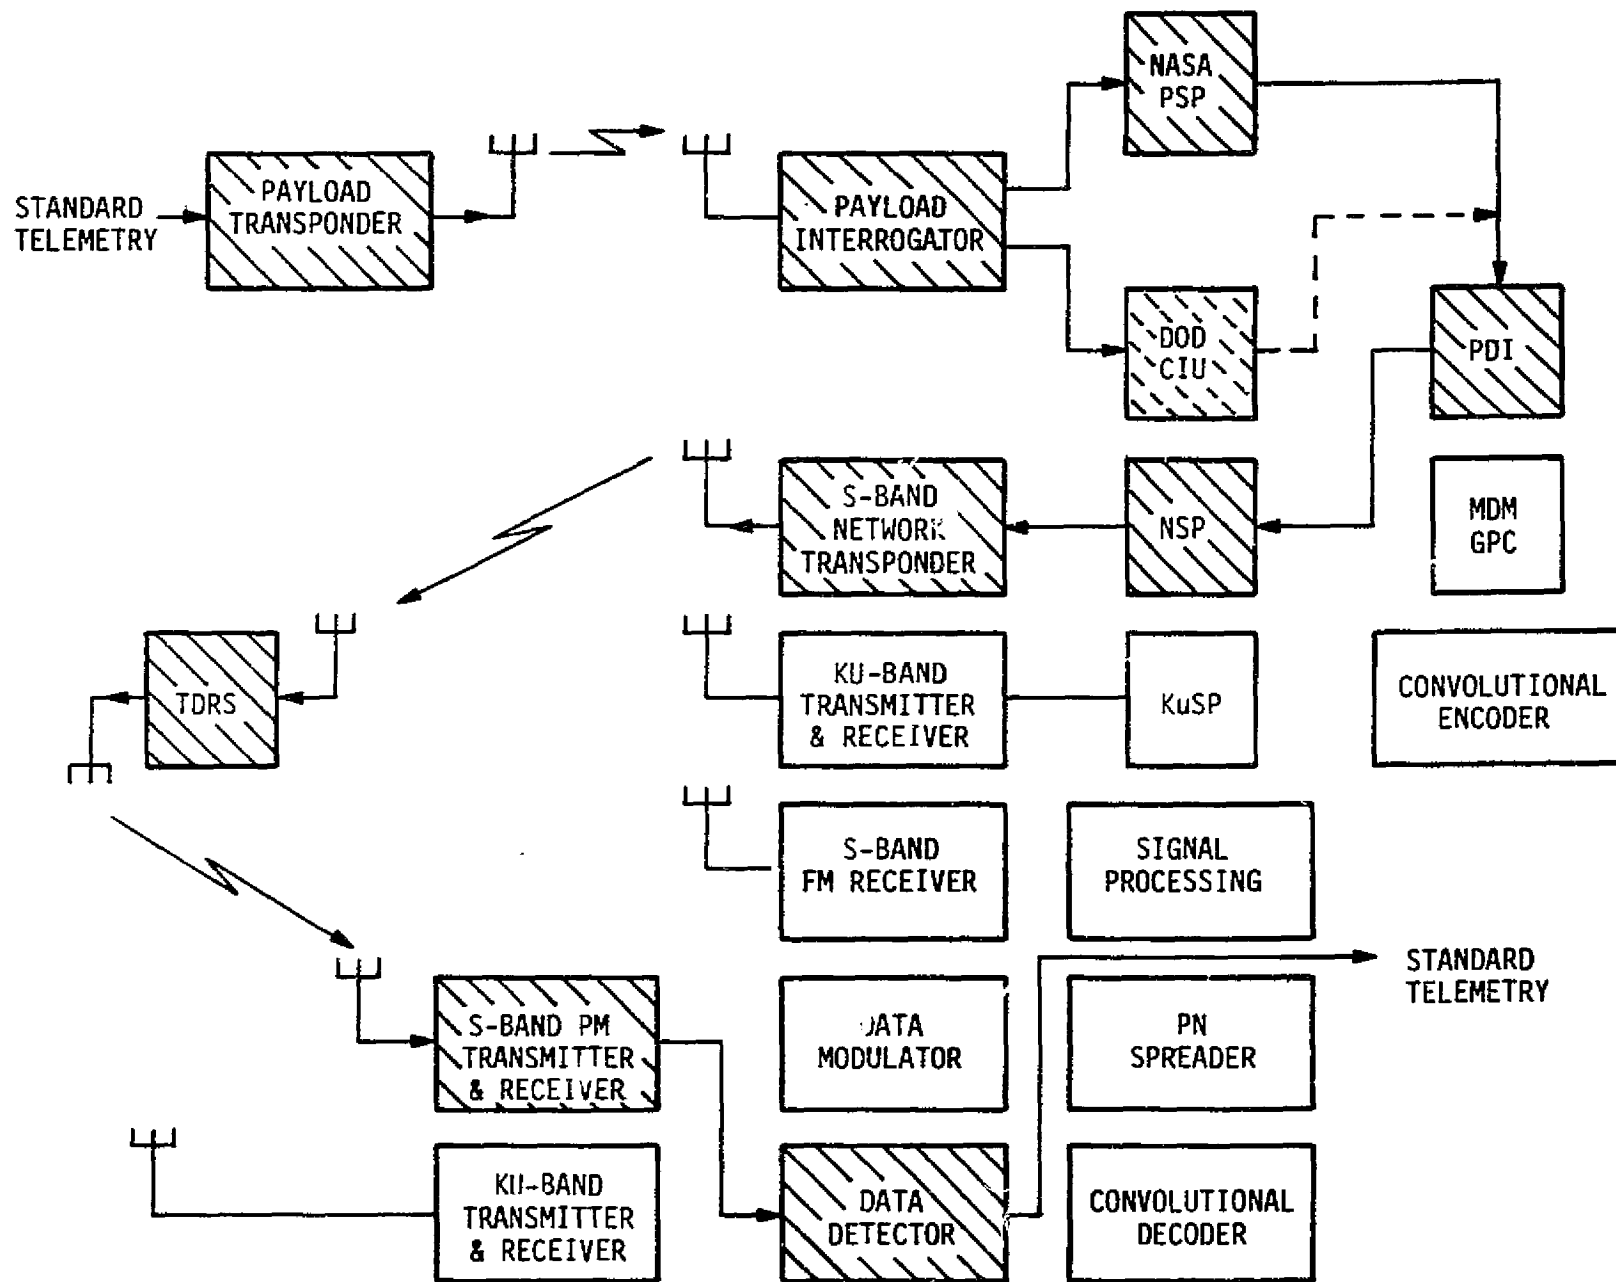 NASA
PSP
STANDARD
TELEMETRY
PAYLOAD
TRANSPONDER
PAYLOAD
INTERROGATOR
DOD
CIU
PDI
S-BAND
NETWORK
TRANSPONDER
NSP
MDM
GPC
TDRS
KU-BAND
TRANSMITTER
& RECEIVER
KuSP
CONVOLUTIONAL
ENCODER
S-BAND
FM RECEIVER
SIGNAL
PROCESSING
STANDARD
TELEMETRY
S-BAND PM
TRANSMITTER
& RECEIVER
DATA
MODULATOR
PN
SPREADER
KU-BAND
TRANSMITTER
& RECEIVER
DATA
DETECTOR
CONVOLUTIONAL
DECODER